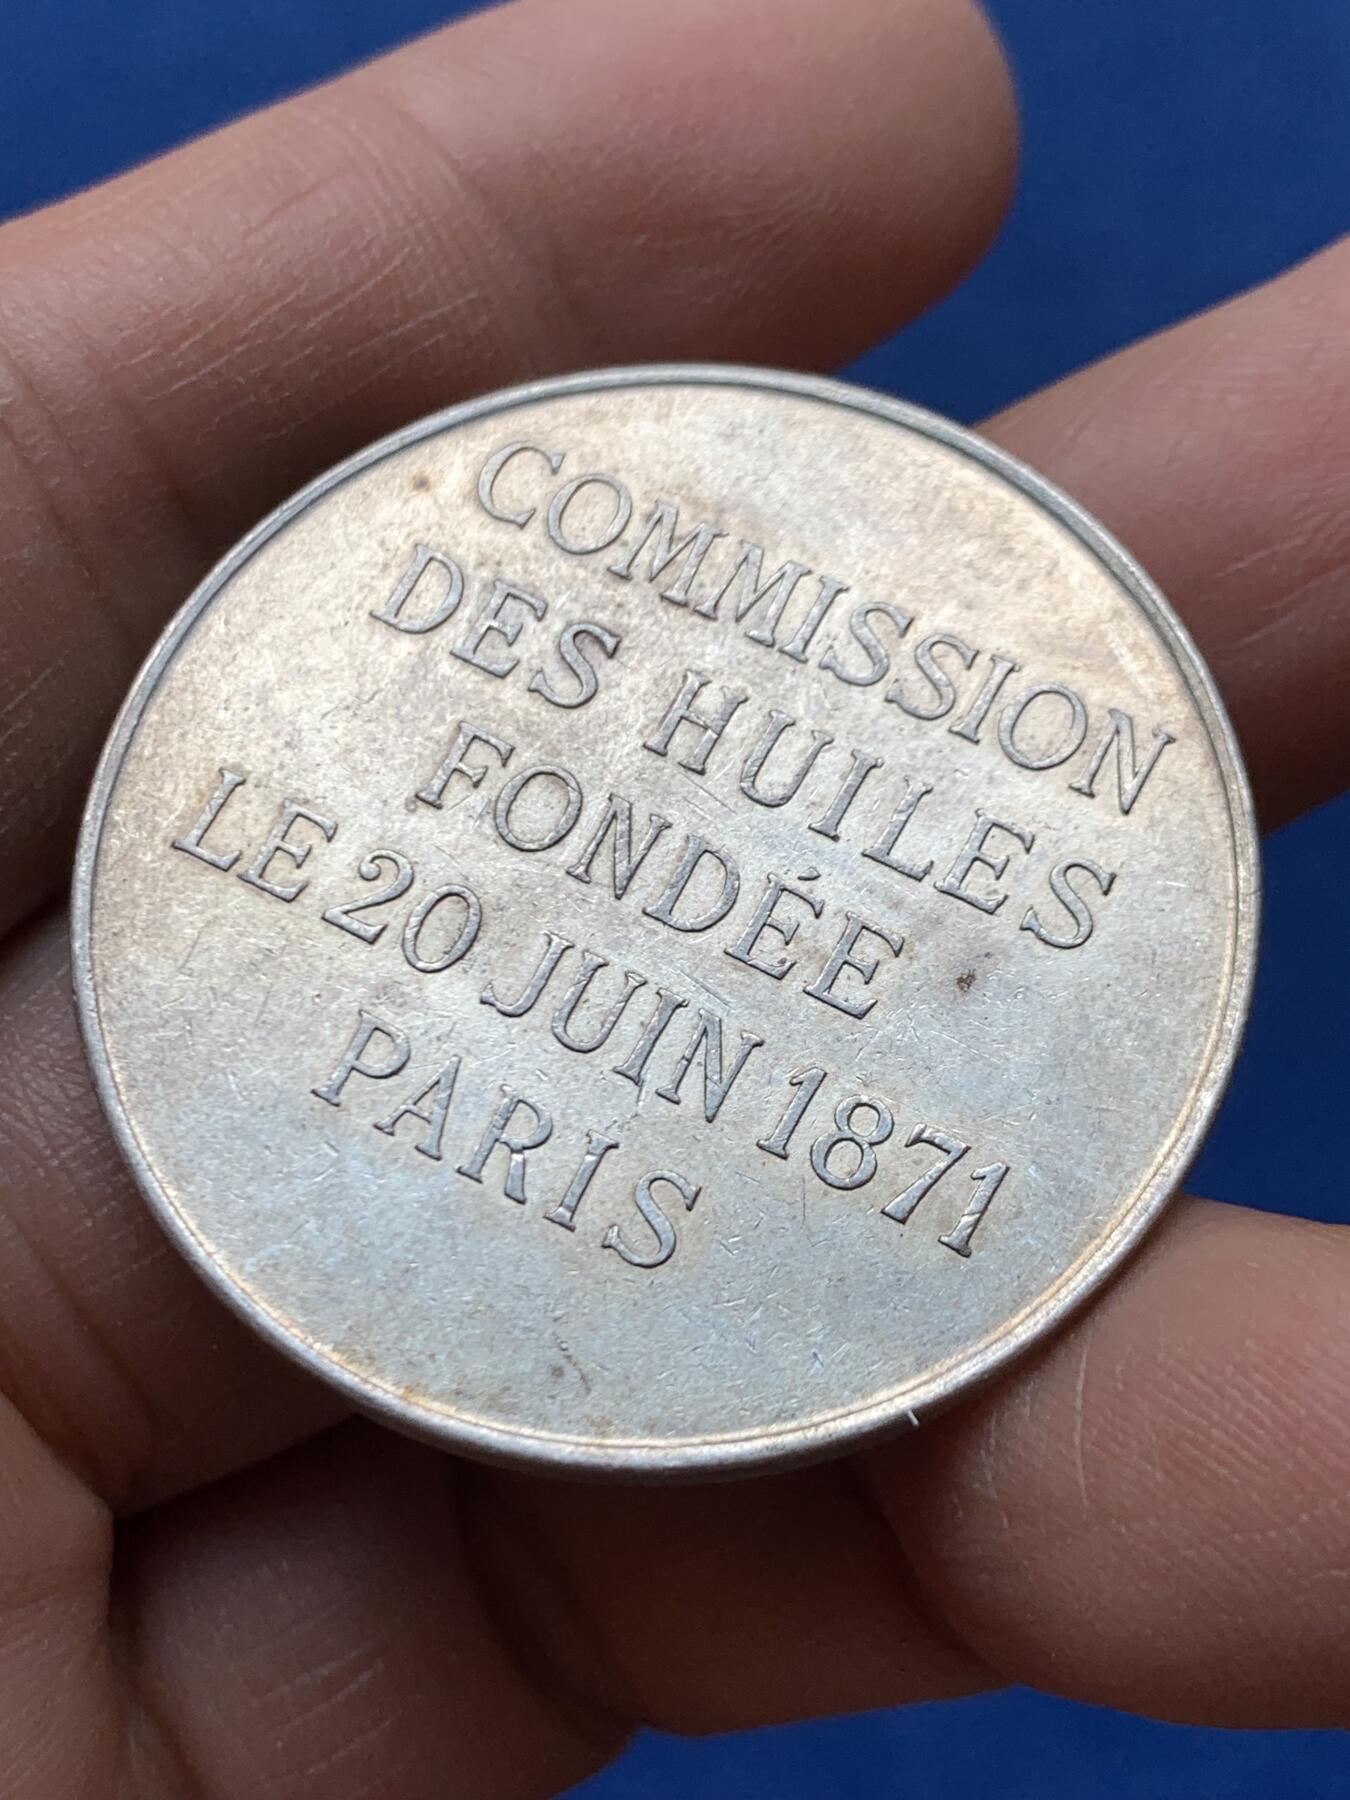 COMMISSION
DES HUILES
FONDÉE
LE 20 JUIN 1871
PARIS